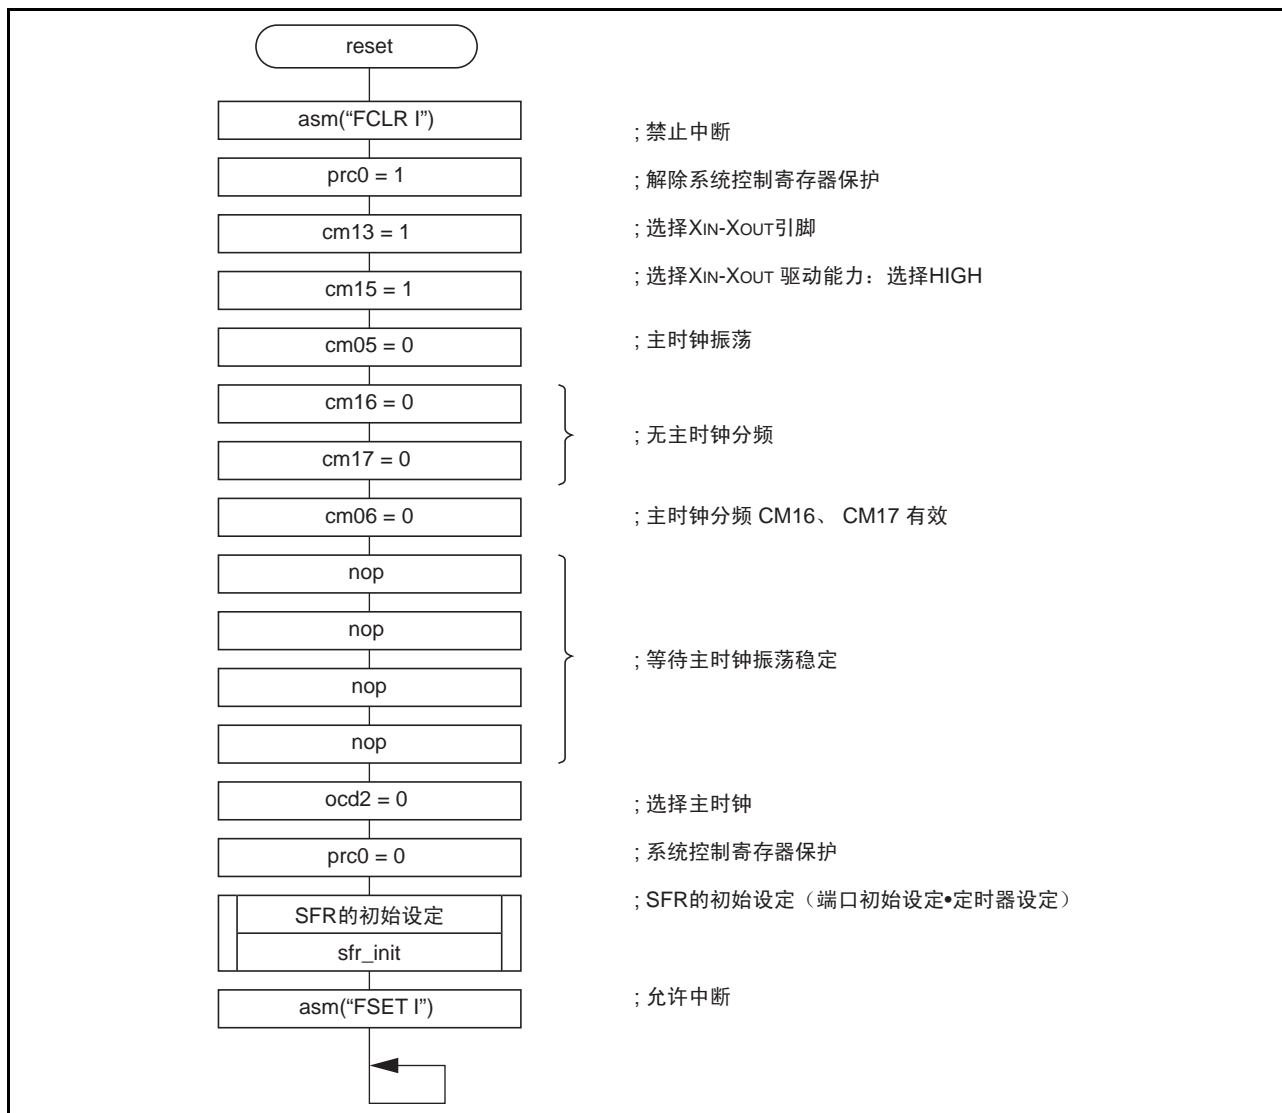 reset
asm(“FCLR I”)
; 禁止中断
prc0 = 1
; 解除系统控制寄存器保护
cm13 = 1
; 选择XIN-XOUT引脚
cm15 = 1
; 选择XIN-XOUT 驱动能力：选择HIGH
cm05 = 0
; 主时钟振荡
cm16 = 0
cm17 = 0
; 无主时钟分频
cm06 = 0
; 主时钟分频 CM16、 CM17 有效
nop
nop
nop
nop
; 等待主时钟振荡稳定
ocd2 = 0
; 选择主时钟
prc0 = 0
; 系统控制寄存器保护
SFR的初始设定
sfr_init
; SFR的初始设定（端口初始设定•定时器设定）
asm(“FSET I”)
; 允许中断